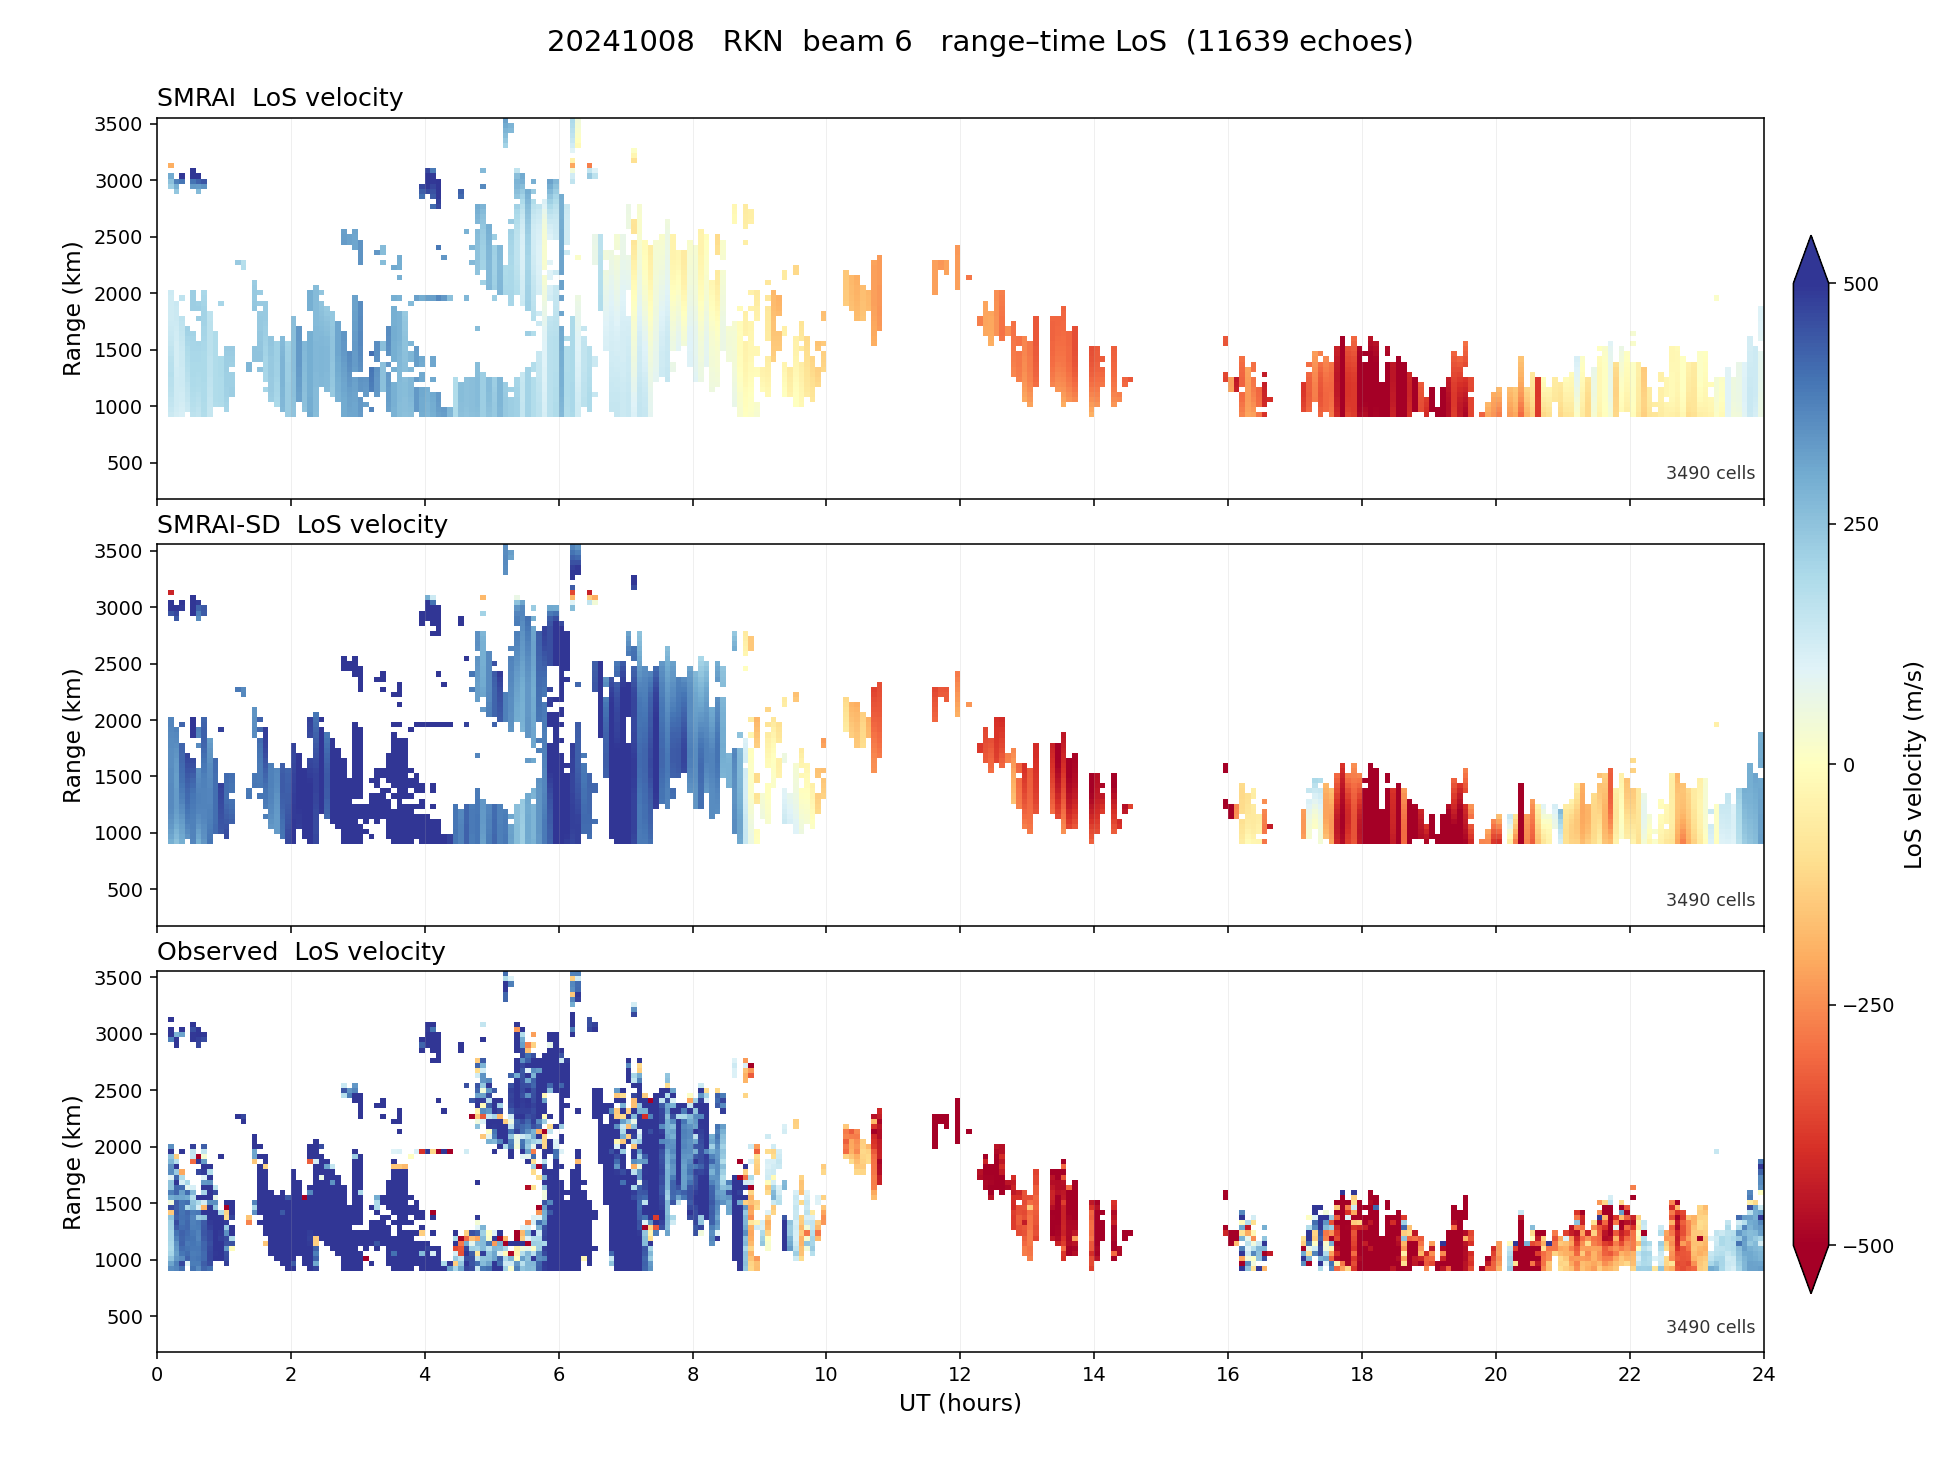 20241008   RKN  beam 6   range–time LoS  (11639 echoes)
SMRAI  LoS velocity
3500
3000
2500
2000
1500
1000
500
Range (km)
3490 cells
SMRAI-SD  LoS velocity
3500
3000
2500
2000
1500
1000
500
Range (km)
3490 cells
Observed  LoS velocity
3500
3000
2500
2000
1500
1000
500
Range (km)
3490 cells
0 2 4 6 8 10 12 14 16 18 20 22 24
UT (hours)
500
250
0
−250
−500
LoS velocity (m/s)